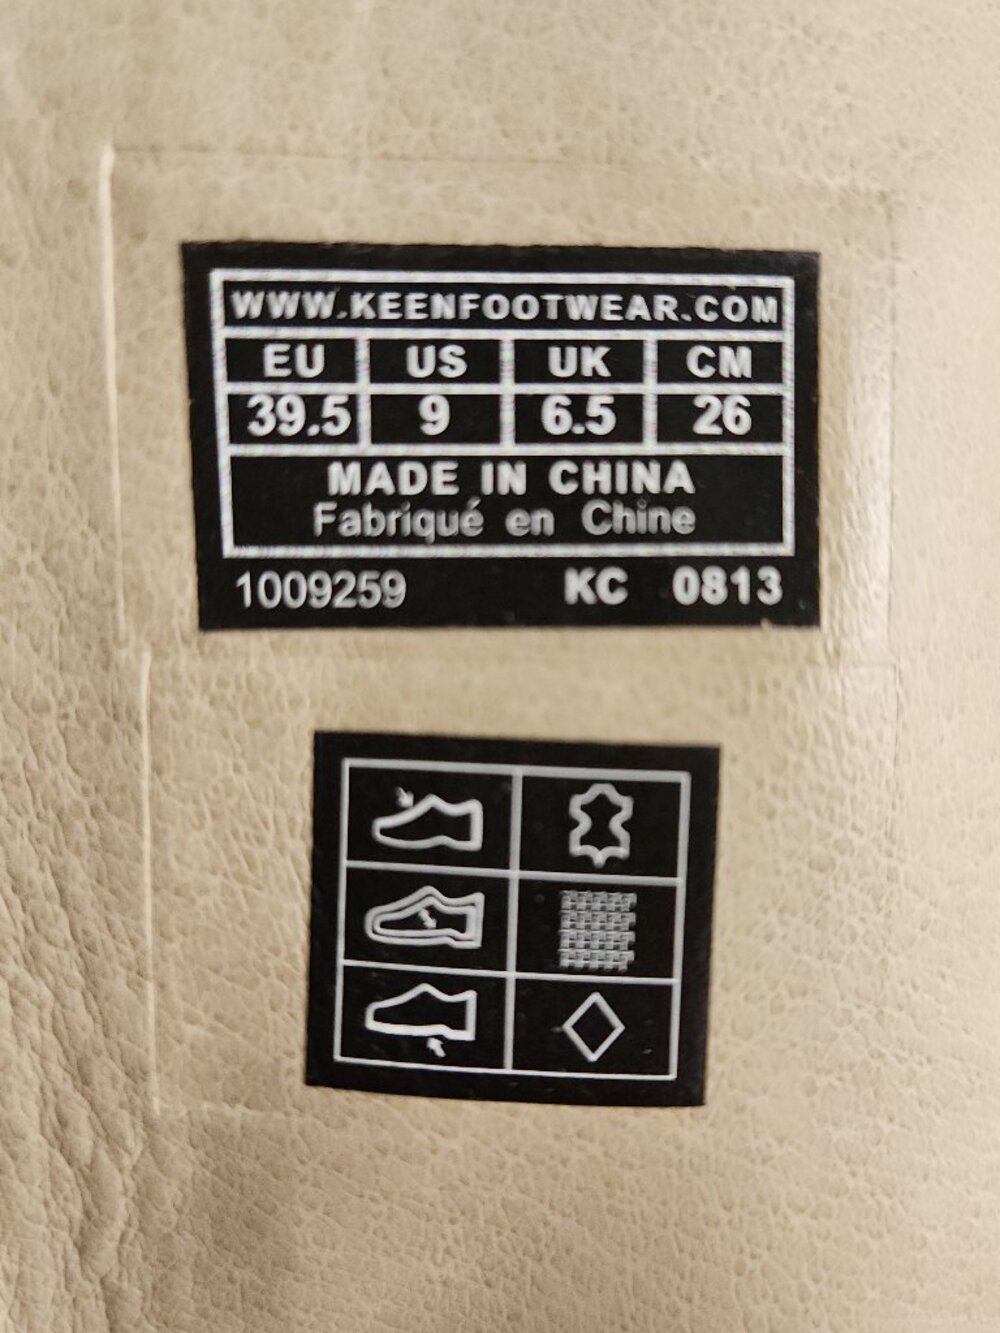 WWW.KEENFOOTWEAR.COM
EU US UK CM
39.5 9 6.5 26
MADE IN CHINA
Fabriqué en Chine
1009259 KC 0813